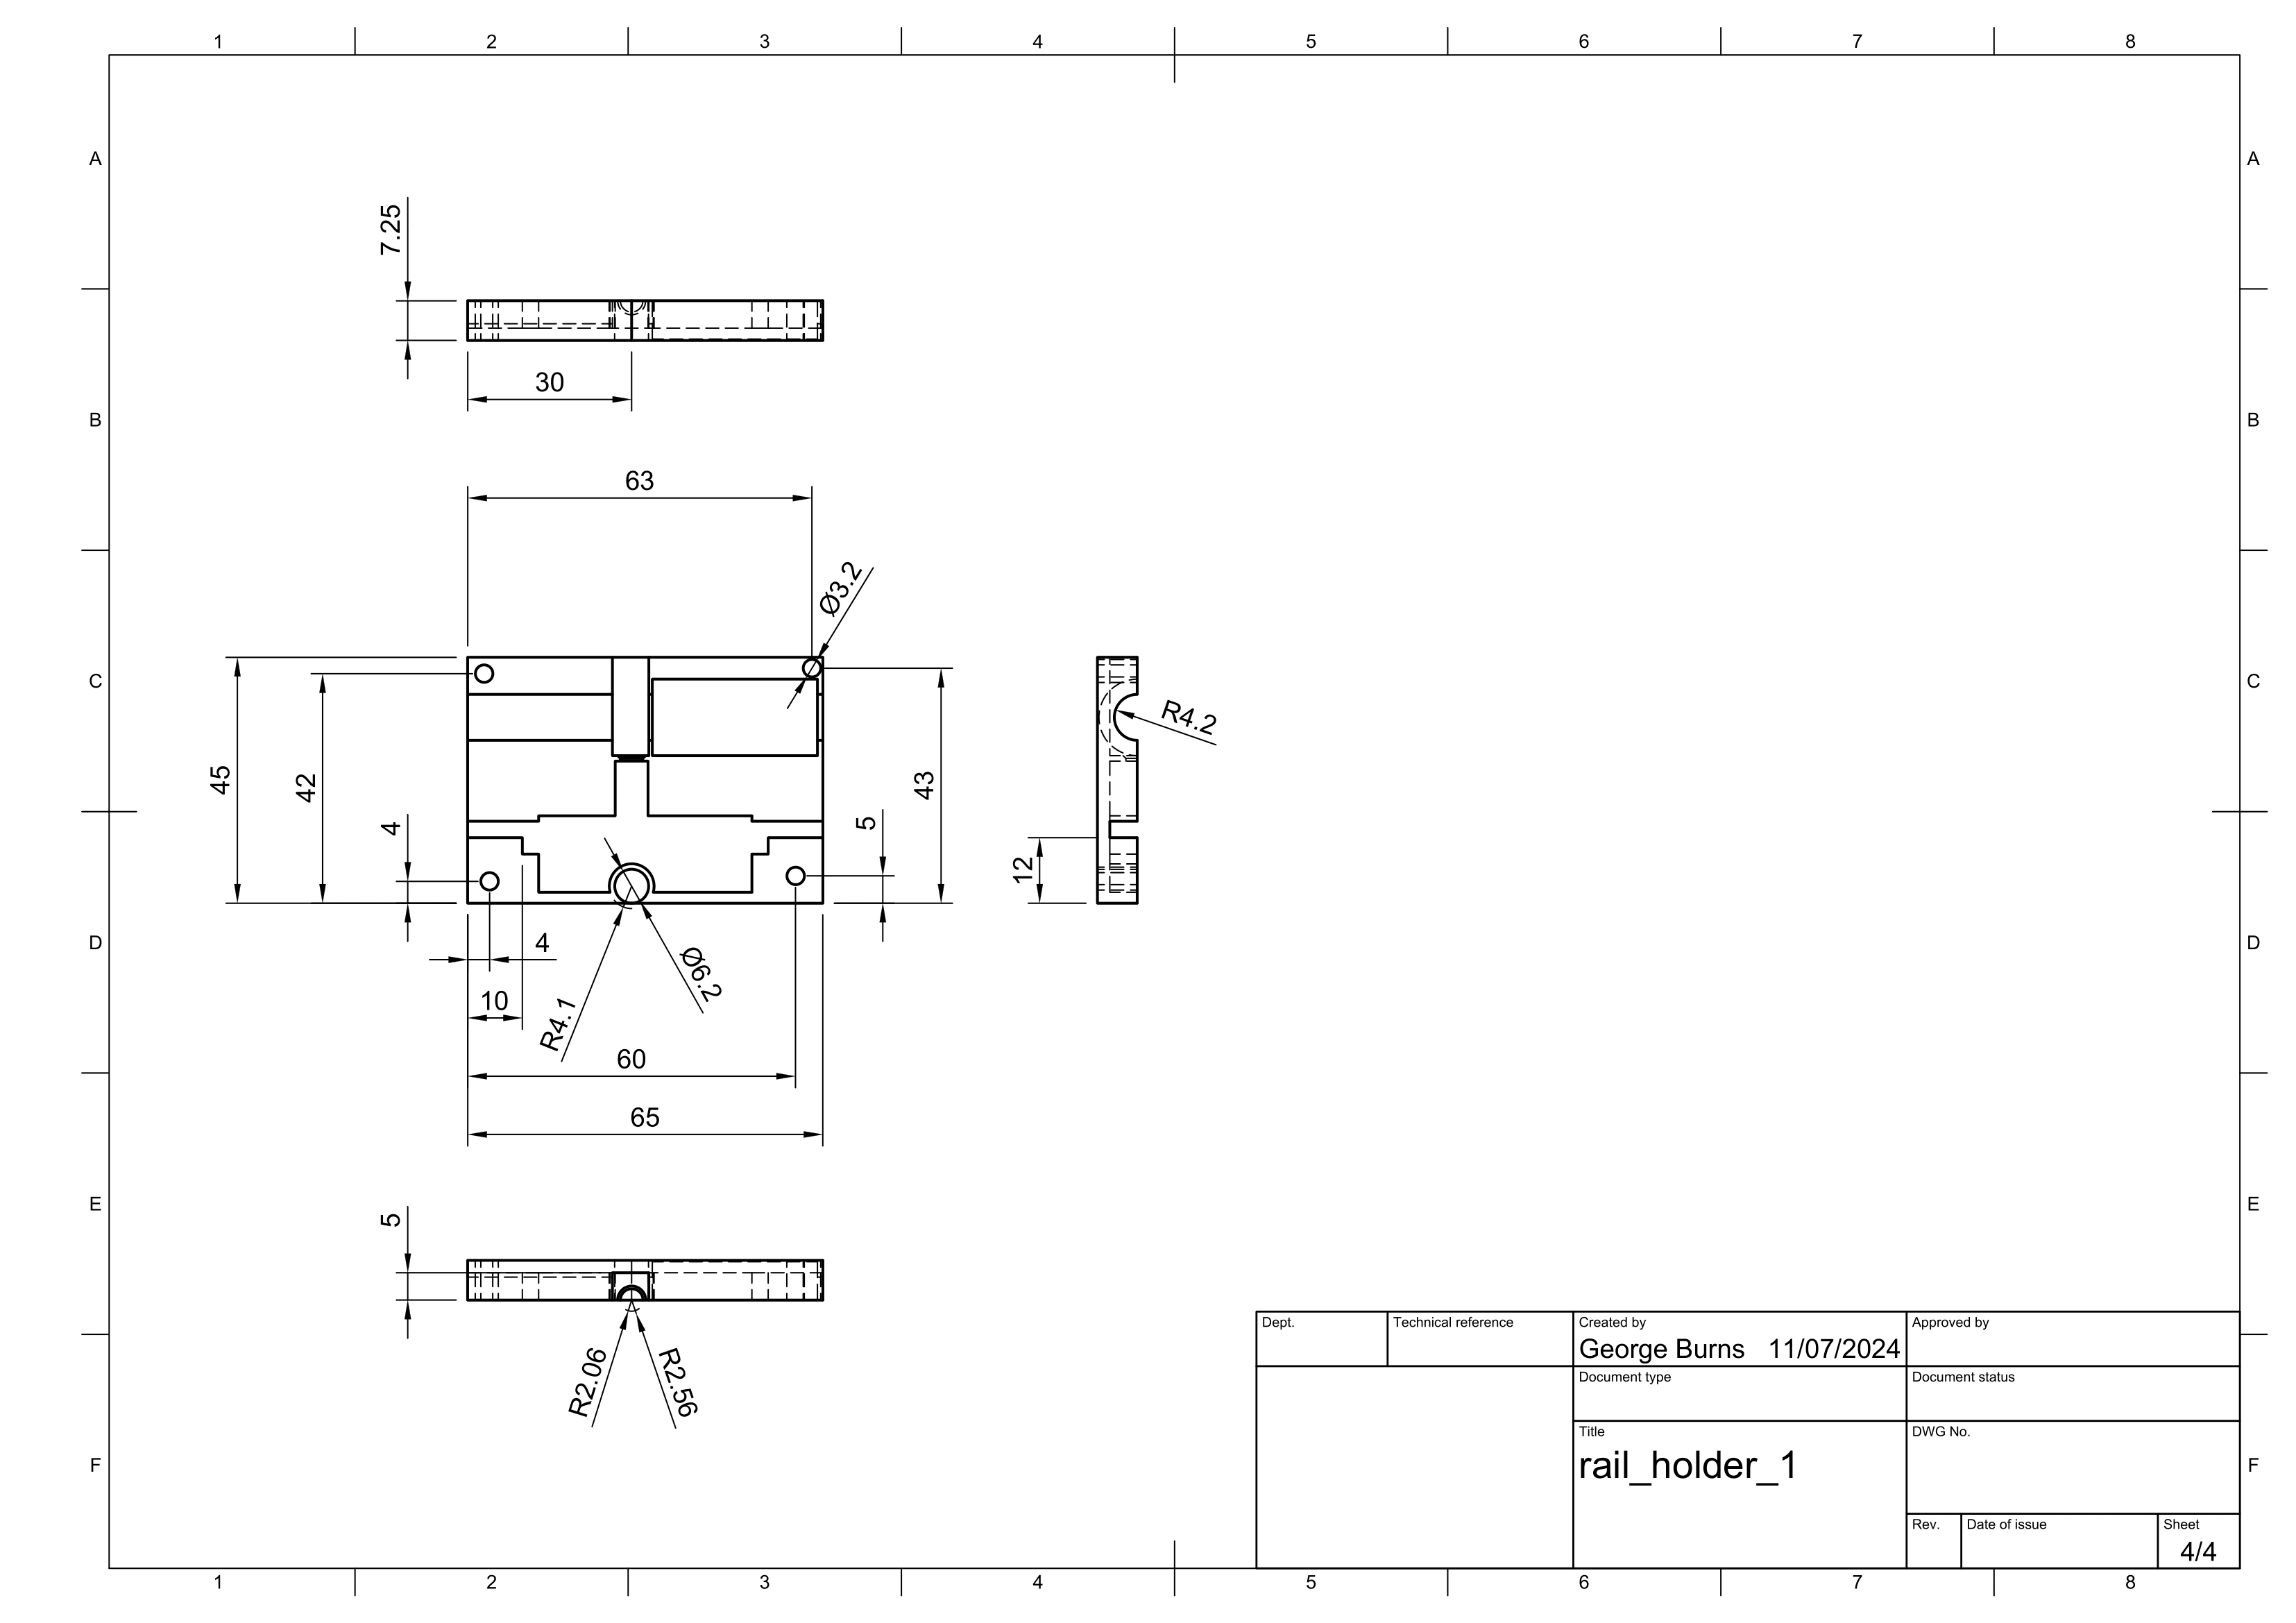 1 2 3 4 5 6 7 8
A A
7.25
B B
30
63
Ø3.2
C C
R4.2
45
42
43
4
5
12
D D
4
Ø6.2
10
R4.1
60
65
E E
5
R2.06
R2.56
Dept. Technical reference Created by Approved by
George Burns 11/07/2024
Document type Document status
Title DWG No.
rail_holder_1
F F
Rev. Date of issue Sheet
4/4
1 2 3 4 5 6 7 8